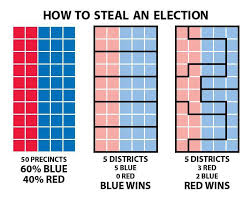 HOW TO STEAL AN ELECTION
50 PRECINCTS
60% BLUE
40% RED
5 DISTRICTS
5 BLUE
0 RED
BLUE WINS
5 DISTRICTS
3 RED
2 BLUE
RED WINS